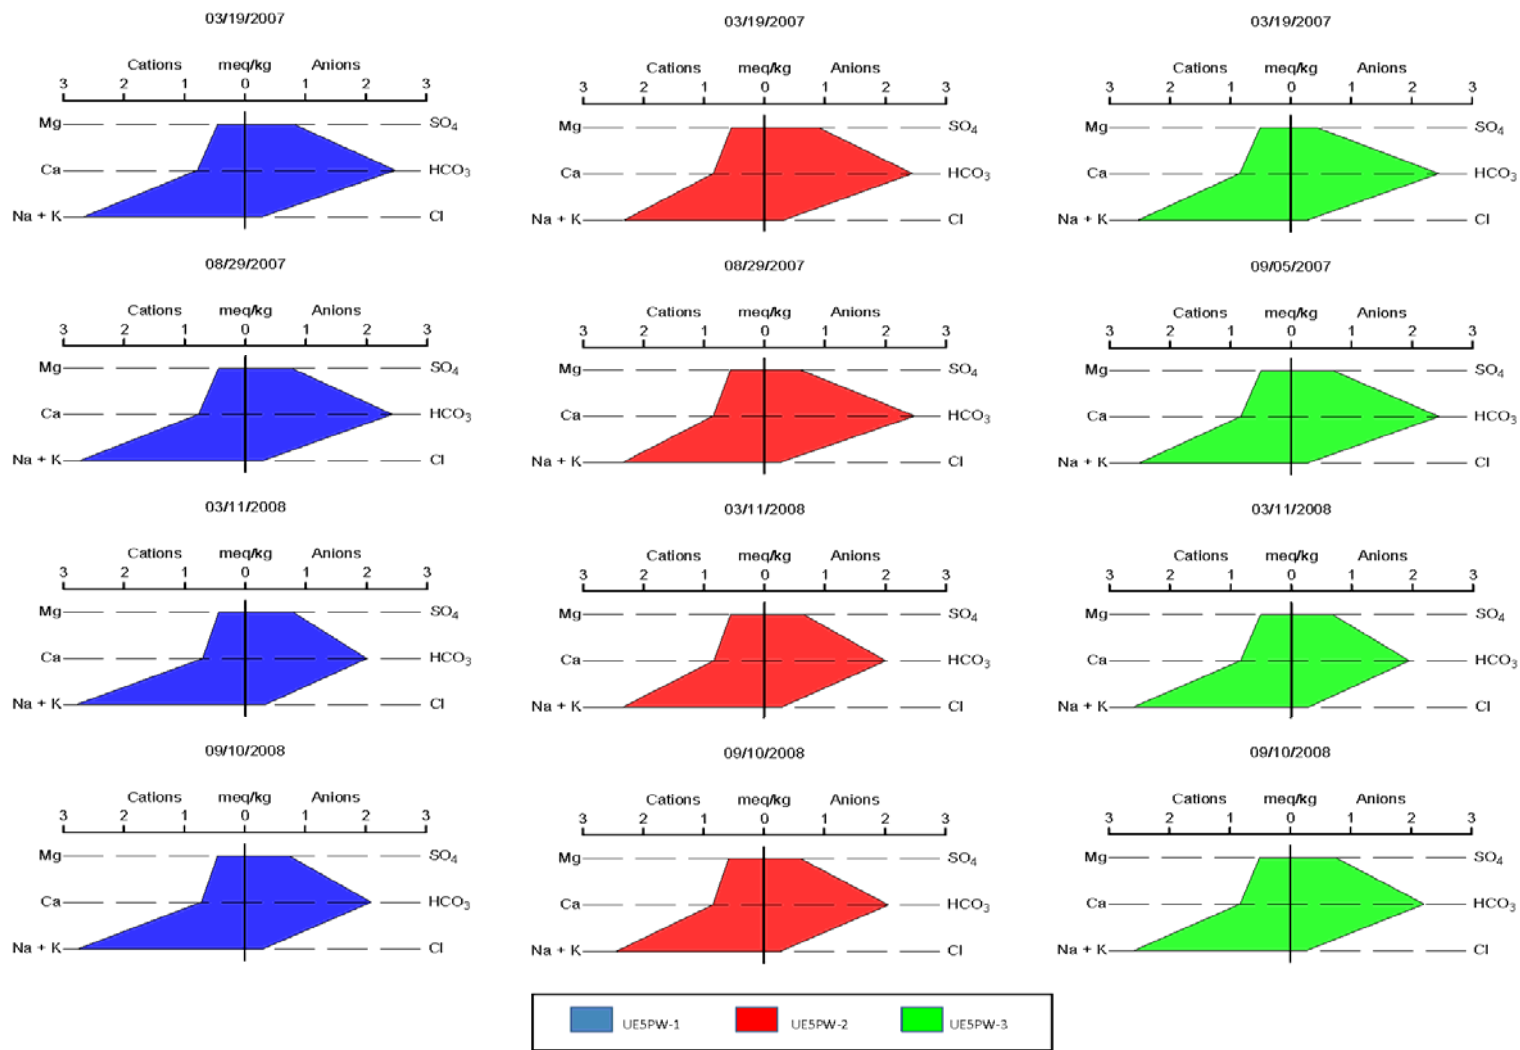 03/19/2007 03/19/2007 03/19/2007
Cations meq/kg Anions Cations meq/kg Anions Cations meq/kg Anions
3 2 1 0 1 2 3 3 2 1 0 1 2 3 3 2 1 0 1 2 3
Mg SO4 Mg SO4 Mg SO4
Ca HCO3 Ca HCO3 Ca HCO3
Na + K Cl Na + K Cl Na + K Cl
08/29/2007 08/29/2007 09/05/2007
Cations meq/kg Anions Cations meq/kg Anions Cations meq/kg Anions
3 2 1 0 1 2 3 3 2 1 0 1 2 3 3 2 1 0 1 2 3
Mg SO4 Mg SO4 Mg SO4
Ca HCO3 Ca HCO3 Ca HCO3
Na + K Cl Na + K Cl Na + K Cl
03/11/2008 03/11/2008 03/11/2008
Cations meq/kg Anions Cations meq/kg Anions Cations meq/kg Anions
3 2 1 0 1 2 3 3 2 1 0 1 2 3 3 2 1 0 1 2 3
Mg SO4 Mg SO4 Mg SO4
Ca HCO3 Ca HCO3 Ca HCO3
Na + K Cl Na + K Cl Na + K Cl
09/10/2008 09/10/2008 09/10/2008
Cations meq/kg Anions Cations meq/kg Anions Cations meq/kg Anions
3 2 1 0 1 2 3 3 2 1 0 1 2 3 3 2 1 0 1 2 3
Mg SO4 Mg SO4 Mg SO4
Ca HCO3 Ca HCO3 Ca HCO3
Na + K Cl Na + K Cl Na + K Cl
UE5PW-1 UE5PW-2 UE5PW-3